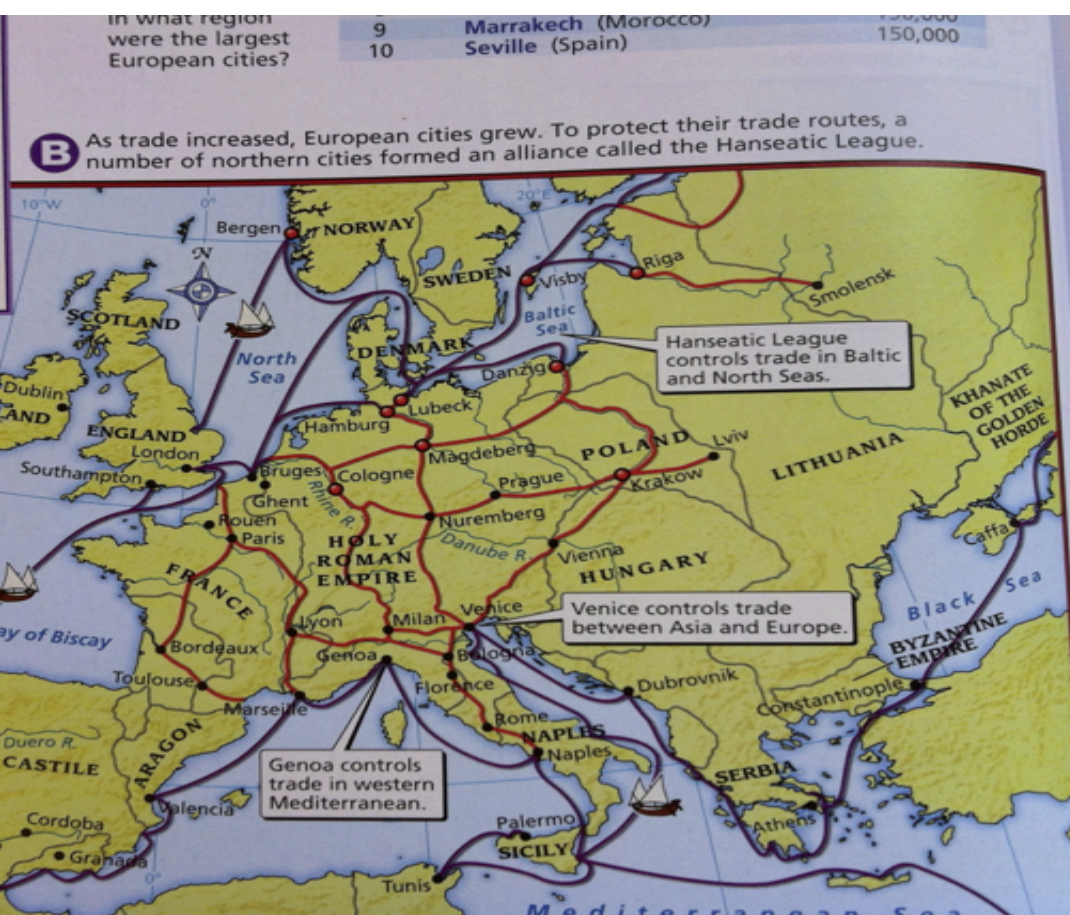 In what region
were the largest
European cities?
9 Marrakech (Morocco)
10 Seville (Spain) 150,000
B As trade increased, European cities grew. To protect their trade routes, a
number of northern cities formed an alliance called the Hanseatic League.
10°W
0°
20°E
Bergen
NORWAY
N
SWEDEN
Visby
Riga
Smolensk
SCOTLAND
Baltic
Sea
North
Sea
DENMARK
Hanseatic League
controls trade in Baltic
and North Seas.
Danzig
Dublin
AND
Lubeck
Hamburg
ENGLAND
London
KHANATE
OF THE
GOLDEN
HORDE
Magdeberg
POLAND
Lviv
LITHUANIA
Southampton
Bruges
Cologne
Ghent
Rhine R.
Prague
Krakow
Rouen
Paris
Nuremberg
HOLY
ROMAN
EMPIRE
Danube R.
Vienna
HUNGARY
Caffa
FRANCE
Black Sea
Lyon
Milan
Venice
Venice controls trade
between Asia and Europe.
BYZANTINE
EMPIRE
ay of Biscay
Bordeaux
Genoa
Bologna
Toulouse
Florence
Dubrovnik
Constantinople
Marseille
Rome
NAPLES
Naples
Duero R.
CASTILE
ARAGON
Genoa controls
trade in western
Mediterranean.
SERBIA
Valencia
Cordoba
Athens
Palermo
SICILY
Granada
0°
Tunis
Mediterranean Sea